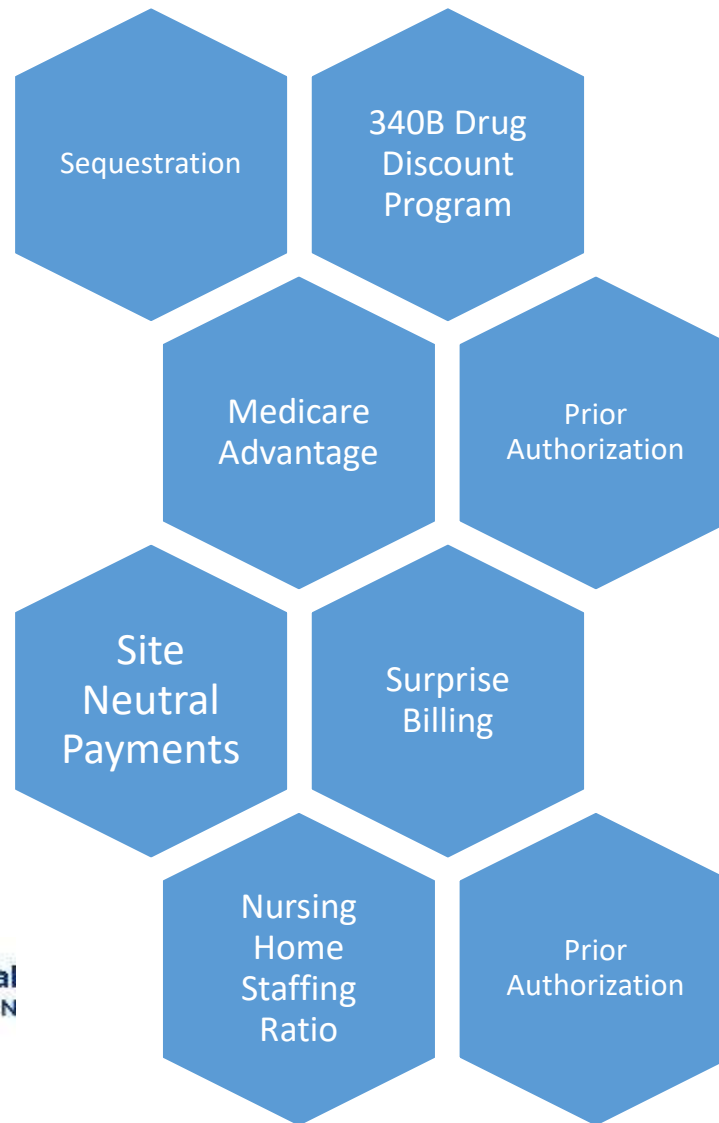 Sequestration
340B Drug
Discount
Program
Medicare
Advantage
Prior
Authorization
Site
Neutral
Payments
Surprise
Billing
Nursing
Home
Staffing
Ratio
Prior
Authorization